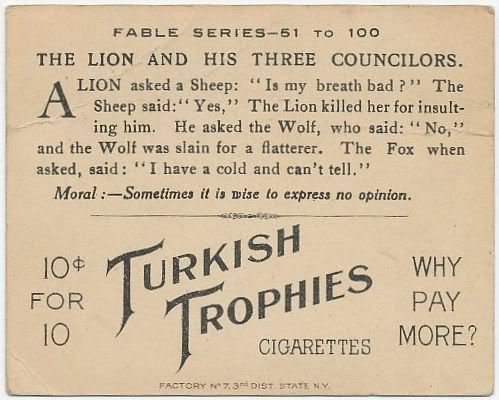 FABLE SERIES—51 TO 100
THE LION AND HIS THREE COUNCILORS.
A LION asked a Sheep: "Is my breath bad?" The
Sheep said: "Yes," The Lion killed her for insult-
ing him. He asked the Wolf, who said: "No,"
and the Wolf was slain for a flatterer. The Fox when
asked, said: "I have a cold and can't tell."
Moral:—Sometimes it is wise to express no opinion.
10¢
FOR
10
TURKISH
TROPHIES
CIGARETTES
WHY
PAY
MORE?
FACTORY Nº 7, 3rd DIST. STATE N.Y.